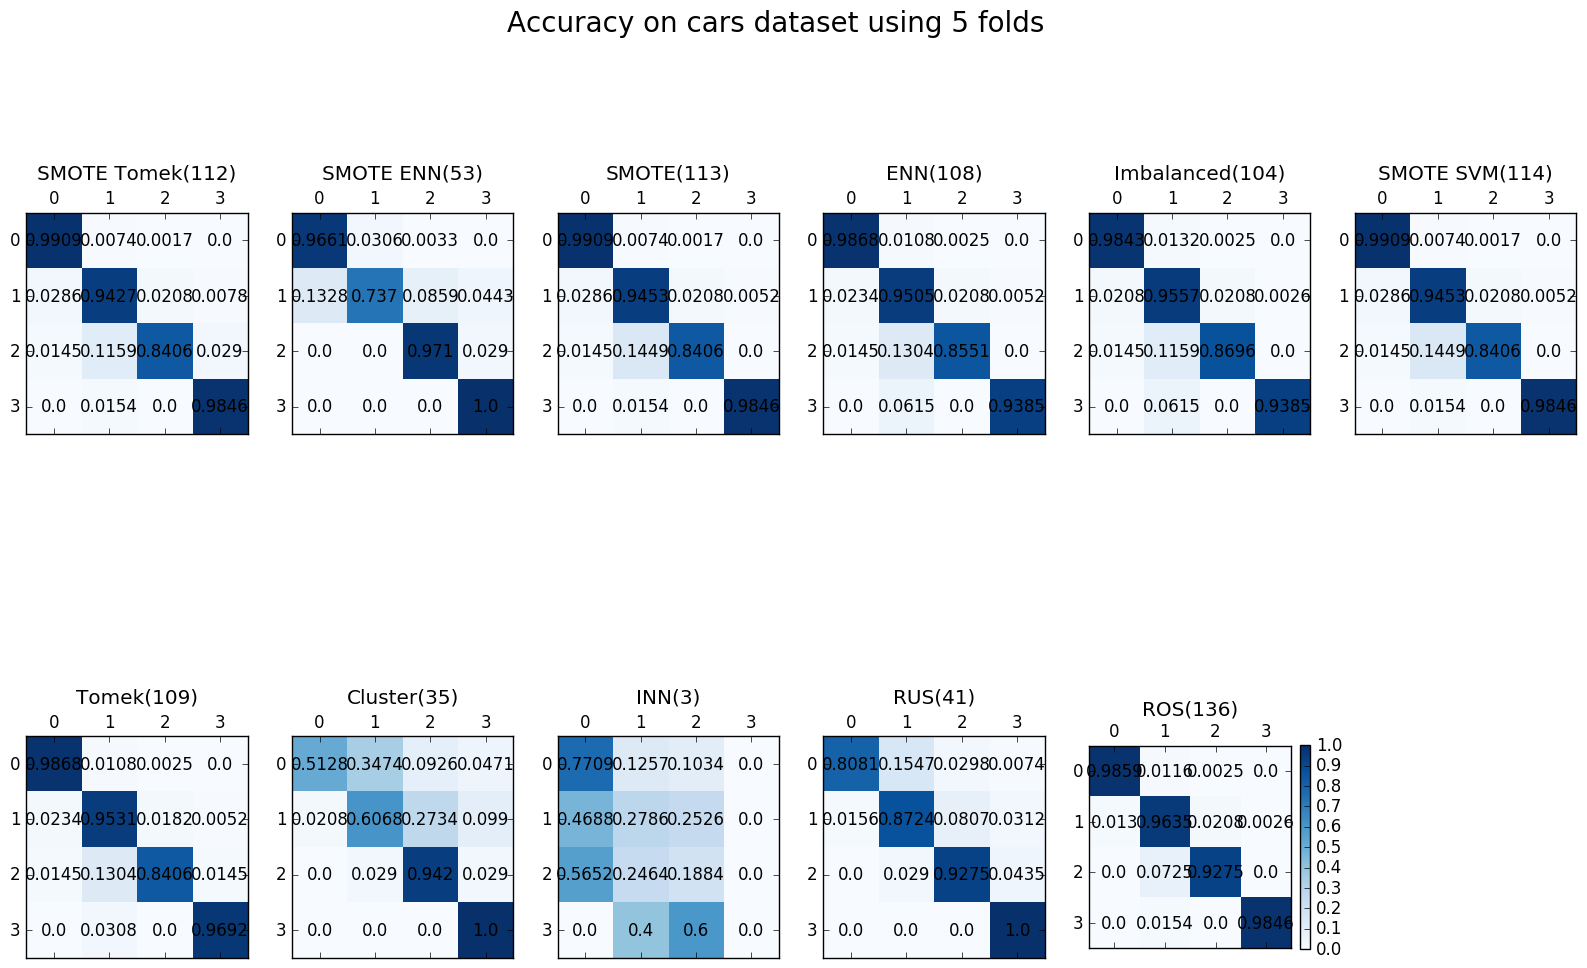 Accuracy on cars dataset using 5 folds
SMOTE Tomek(112) SMOTE ENN(53) SMOTE(113) ENN(108) Imbalanced(104) SMOTE SVM(114)
0 1 2 3 0 1 2 3 0 1 2 3 0 1 2 3 0 1 2 3 0 1 2 3
0 0.9909 0.0074 0.0017 0.0 0.9661 0.0306 0.0033 0.0 0.9909 0.0074 0.0017 0.0 0 0.9868 0.0108 0.0025 0.0 0 0.9843 0.0132 0.0025 0.0 0 0.9909 0.0074 0.0017 0.0
1 0.0286 0.9427 0.0208 0.0078 1 0.1328 0.737 0.0859 0.0443 1 0.0286 0.9453 0.0208 0.0052 1 0.0234 0.9505 0.0208 0.0052 1 0.0208 0.9557 0.0208 0.0026 1 0.0286 0.9453 0.0208 0.0052
2 0.0145 0.1159 0.8406 0.029 2 0.0 0.0 0.971 0.029 2 0.0145 0.1449 0.8406 0.0 2 0.0145 0.1304 0.8551 0.0 2 0.0145 0.1159 0.8696 0.0 2 0.0145 0.1449 0.8406 0.0
3 0.0 0.0154 0.0 0.9846 3 0.0 0.0 0.0 1.0 3 0.0 0.0154 0.0 0.9846 3 0.0 0.0615 0.0 0.9385 3 0.0 0.0615 0.0 0.9385 3 0.0 0.0154 0.0 0.9846
Tomek(109) Cluster(35) INN(3) RUS(41) ROS(136)
0 1 2 3 0 1 2 3 0 1 2 3 0 1 2 3 0 1 2 3
0 0.9868 0.0108 0.0025 0.0 0 0.5128 0.3474 0.0926 0.0471 0 0.7709 0.1257 0.1034 0.0 0 0.8081 0.1547 0.0298 0.0074 0 0.9859 0.0116 0.0025 0.0
1 0.0234 0.9531 0.0182 0.0052 1 0.0208 0.6068 0.2734 0.099 1 0.4688 0.2786 0.2526 0.0 1 0.0156 0.8724 0.0807 0.0312 1 0.013 0.9635 0.0208 0.0026
2 0.0145 0.1304 0.8406 0.0145 2 0.0 0.029 0.942 0.029 2 0.5652 0.2464 0.1884 0.0 2 0.0 0.029 0.9275 0.0435 2 0.0 0.0725 0.9275 0.0
3 0.0 0.0308 0.0 0.9692 3 0.0 0.0 0.0 1.0 3 0.0 0.4 0.6 0.0 3 0.0 0.0 0.0 1.0 3 0.0 0.0154 0.0 0.9846
1.0
0.9
0.8
0.7
0.6
0.5
0.4
0.3
0.2
0.1
0.0